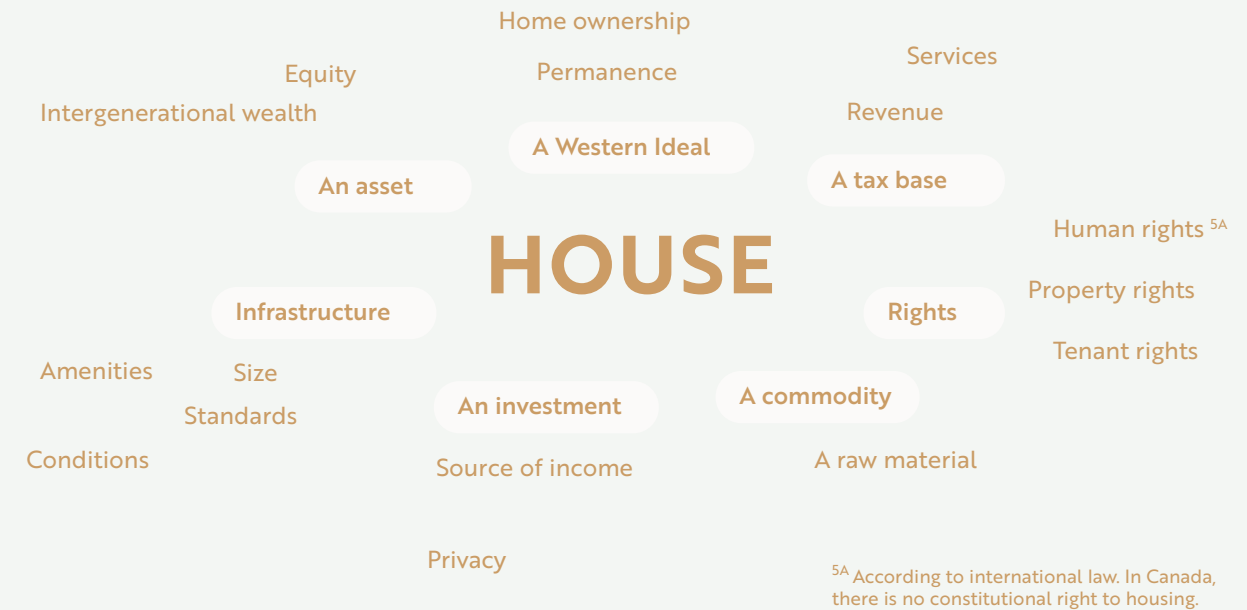 Home ownership
Services
Equity
Permanence
Intergenerational wealth
Revenue
A Western Ideal
An asset
A tax base
Human rights 5A
HOUSE
Property rights
Infrastructure
Rights
Tenant rights
Amenities
Size
An investment
A commodity
Standards
Conditions
Source of income
A raw material
Privacy
5A According to international law. In Canada,
there is no constitutional right to housing.